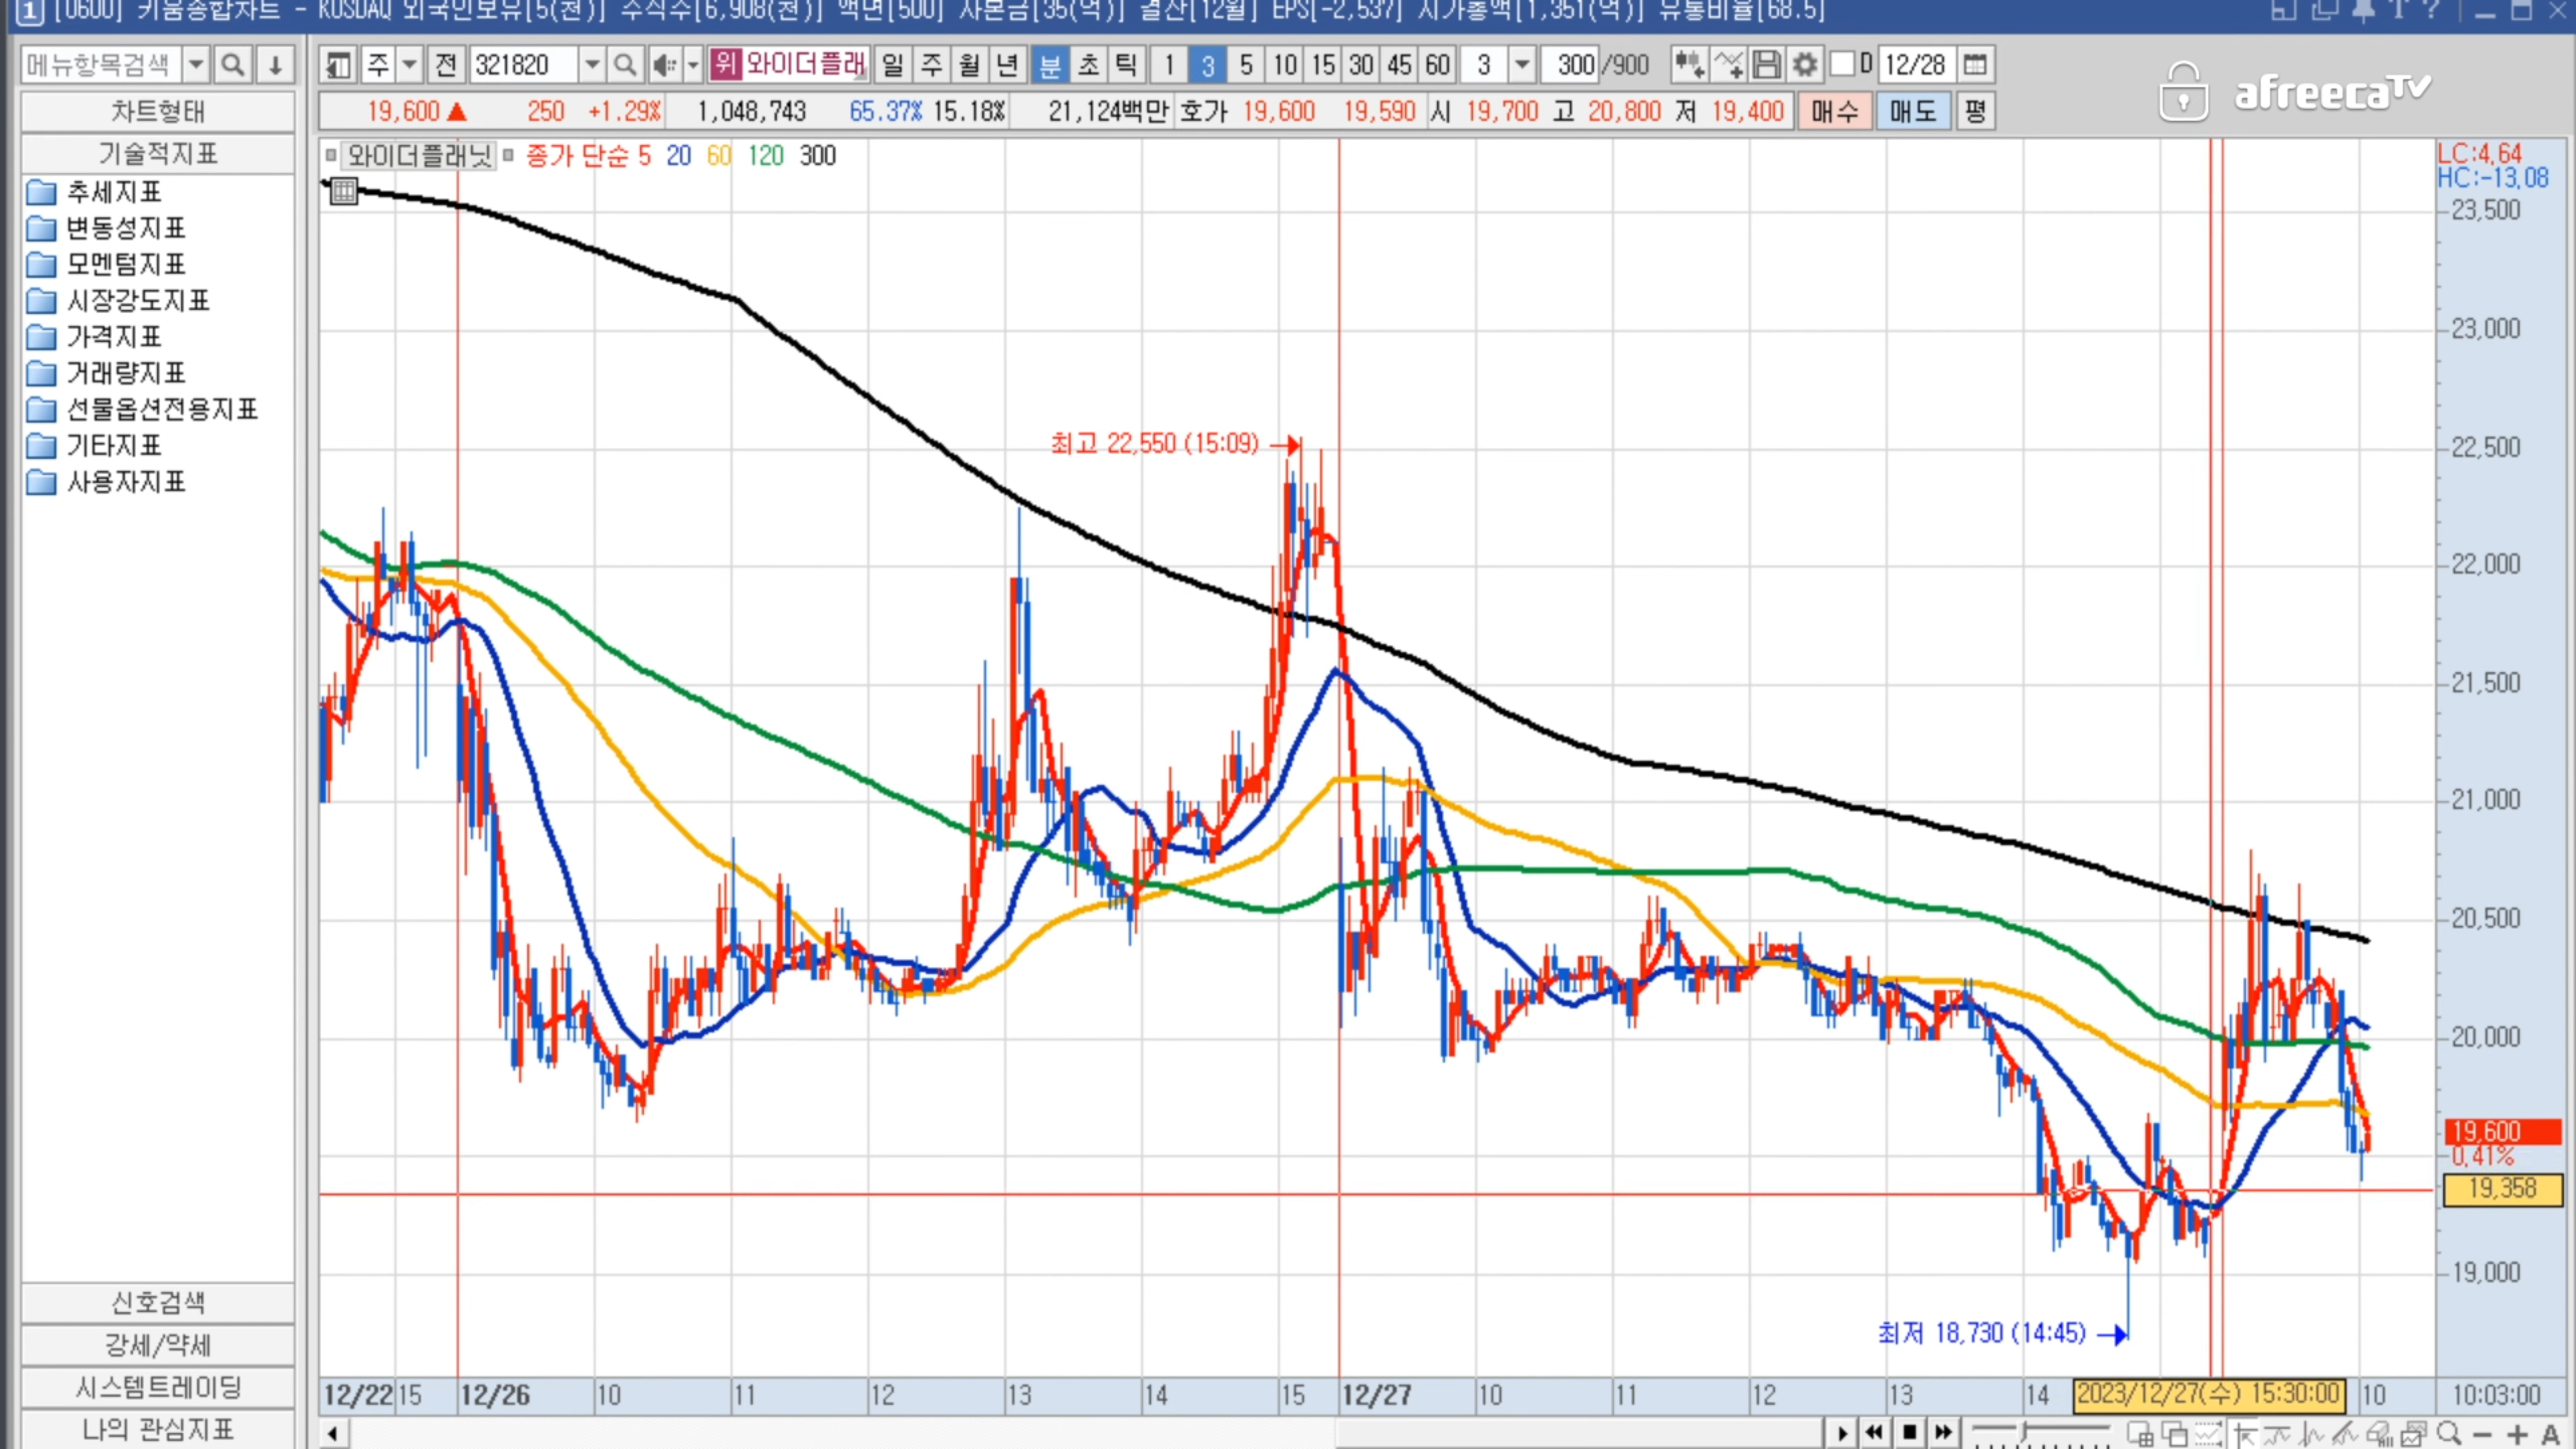 1 [0600] 키움종합차트 - KOSDAQ 외국인보유[5(천)] 주식수[6,908(천)] 액면[500] 자본금[35(억)] 결산[12월] EPS[-2,537] 시가총액[1,351(억)] 유통비율[68.5]
메뉴항목검색 주 전 321820 위 와이더플래 일 주 월 년 분 초 틱 1 3 5 10 15 30 45 60 3 300 /900 D 12/28
afreecaTV
차트형태
19,600 ▲ 250 +1.29% 1,048,743 65.37% 15.18% 21,124백만 호가 19,600 19,590 시 19,700 고 20,800 저 19,400 매수 매도 평
기술적지표
와이더플래닛 종가 단순 5 20 60 120 300
LC:4.64
HC:-13.08
추세지표
변동성지표
모멘텀지표
시장강도지표
가격지표
거래량지표
선물옵션전용지표
기타지표
사용자지표
23,500
23,000
최고 22,550 (15:09)
22,500
22,000
21,500
21,000
20,500
20,000
19,600
0.41%
19,358
19,000
최저 18,730 (14:45)
신호검색
강세/약세
시스템트레이딩
나의 관심지표
12/22 15 12/26 10 11 12 13 14 15 12/27 10 11 12 13 14 2023/12/27(수) 15:30:00 10 10:03:00
A